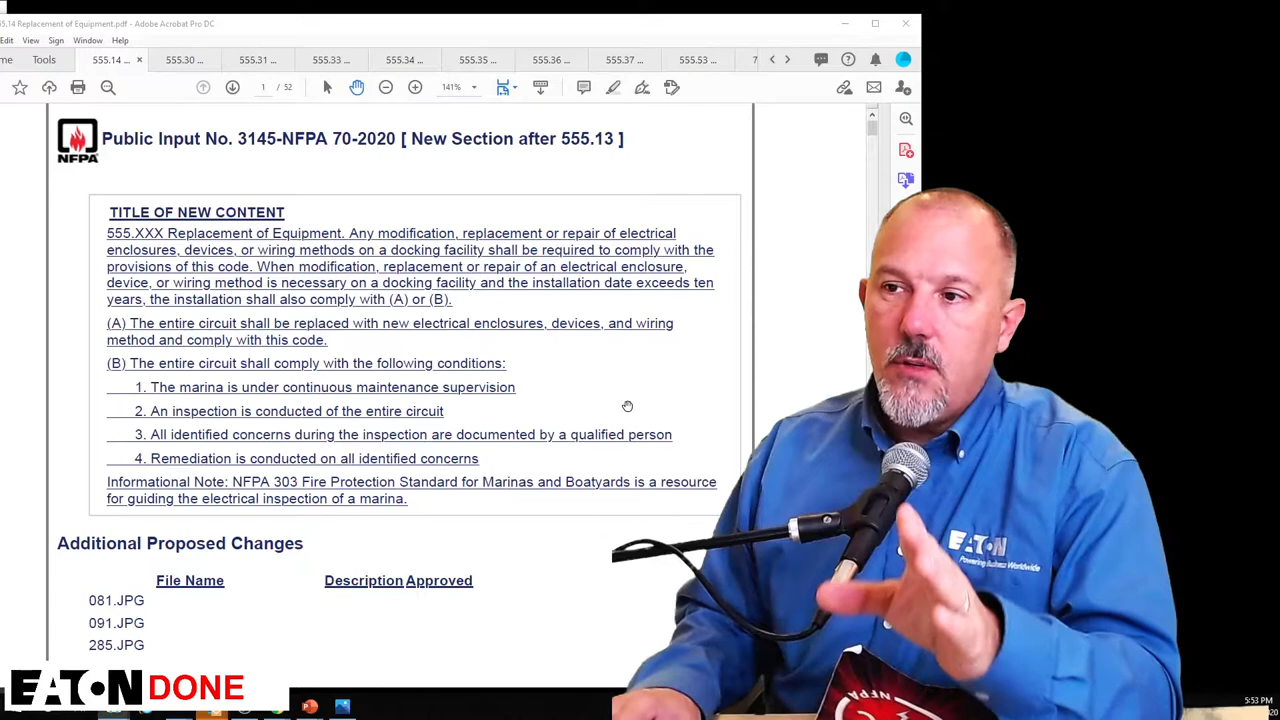 555.14 Replacement of Equipment.pdf - Adobe Acrobat Pro DC
Edit View Sign Window Help
Tools 555.14 ... × 555.30 ... 555.31 ... 555.33 ... 555.34 ... 555.35 ... 555.36 ... 555.37 ... 555.53 ... 7
1 / 52 141%
NFPA
Public Input No. 3145-NFPA 70-2020 [ New Section after 555.13 ]
TITLE OF NEW CONTENT
555.XXX Replacement of Equipment. Any modification, replacement or repair of electrical
enclosures, devices, or wiring methods on a docking facility shall be required to comply with the
provisions of this code. When modification, replacement or repair of an electrical enclosure,
device, or wiring method is necessary on a docking facility and the installation date exceeds ten
years, the installation shall also comply with (A) or (B).
(A) The entire circuit shall be replaced with new electrical enclosures, devices, and wiring
method and comply with this code.
(B) The entire circuit shall comply with the following conditions:
1. The marina is under continuous maintenance supervision
2. An inspection is conducted of the entire circuit
3. All identified concerns during the inspection are documented by a qualified person
4. Remediation is conducted on all identified concerns
Informational Note: NFPA 303 Fire Protection Standard for Marinas and Boatyards is a resource
for guiding the electrical inspection of a marina.
Additional Proposed Changes
File Name Description Approved
081.JPG
091.JPG
285.JPG
EATON DONE
EATON
Powering Business Worldwide
NFPA
5:53 PM